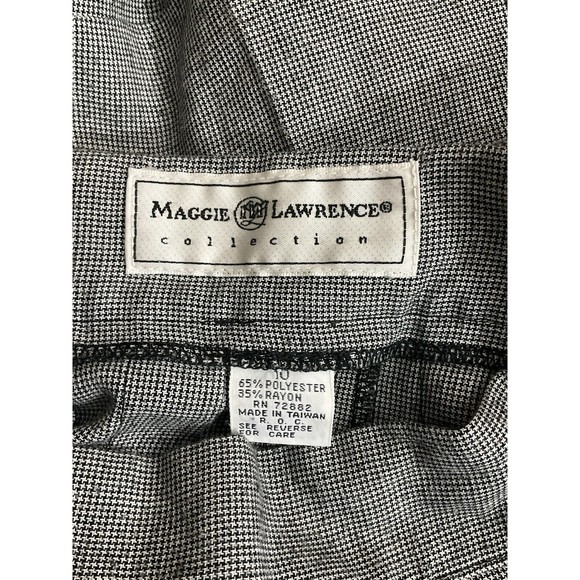 MAGGIE LAWRENCE®
collection
10
65% POLYESTER
35% RAYON
RN 72882
MADE IN TAIWAN
R. O. C.
SEE REVERSE
FOR CARE